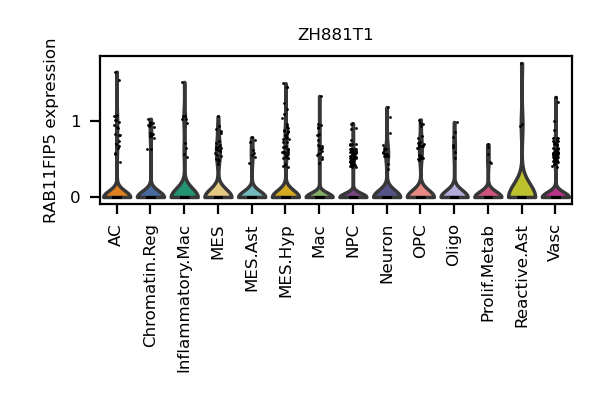 ZH881T1
RAB11FIP5 expression
1
0
AC
Chromatin.Reg
Inflammatory.Mac
MES
MES.Ast
MES.Hyp
Mac
NPC
Neuron
OPC
Oligo
Prolif.Metab
Reactive.Ast
Vasc